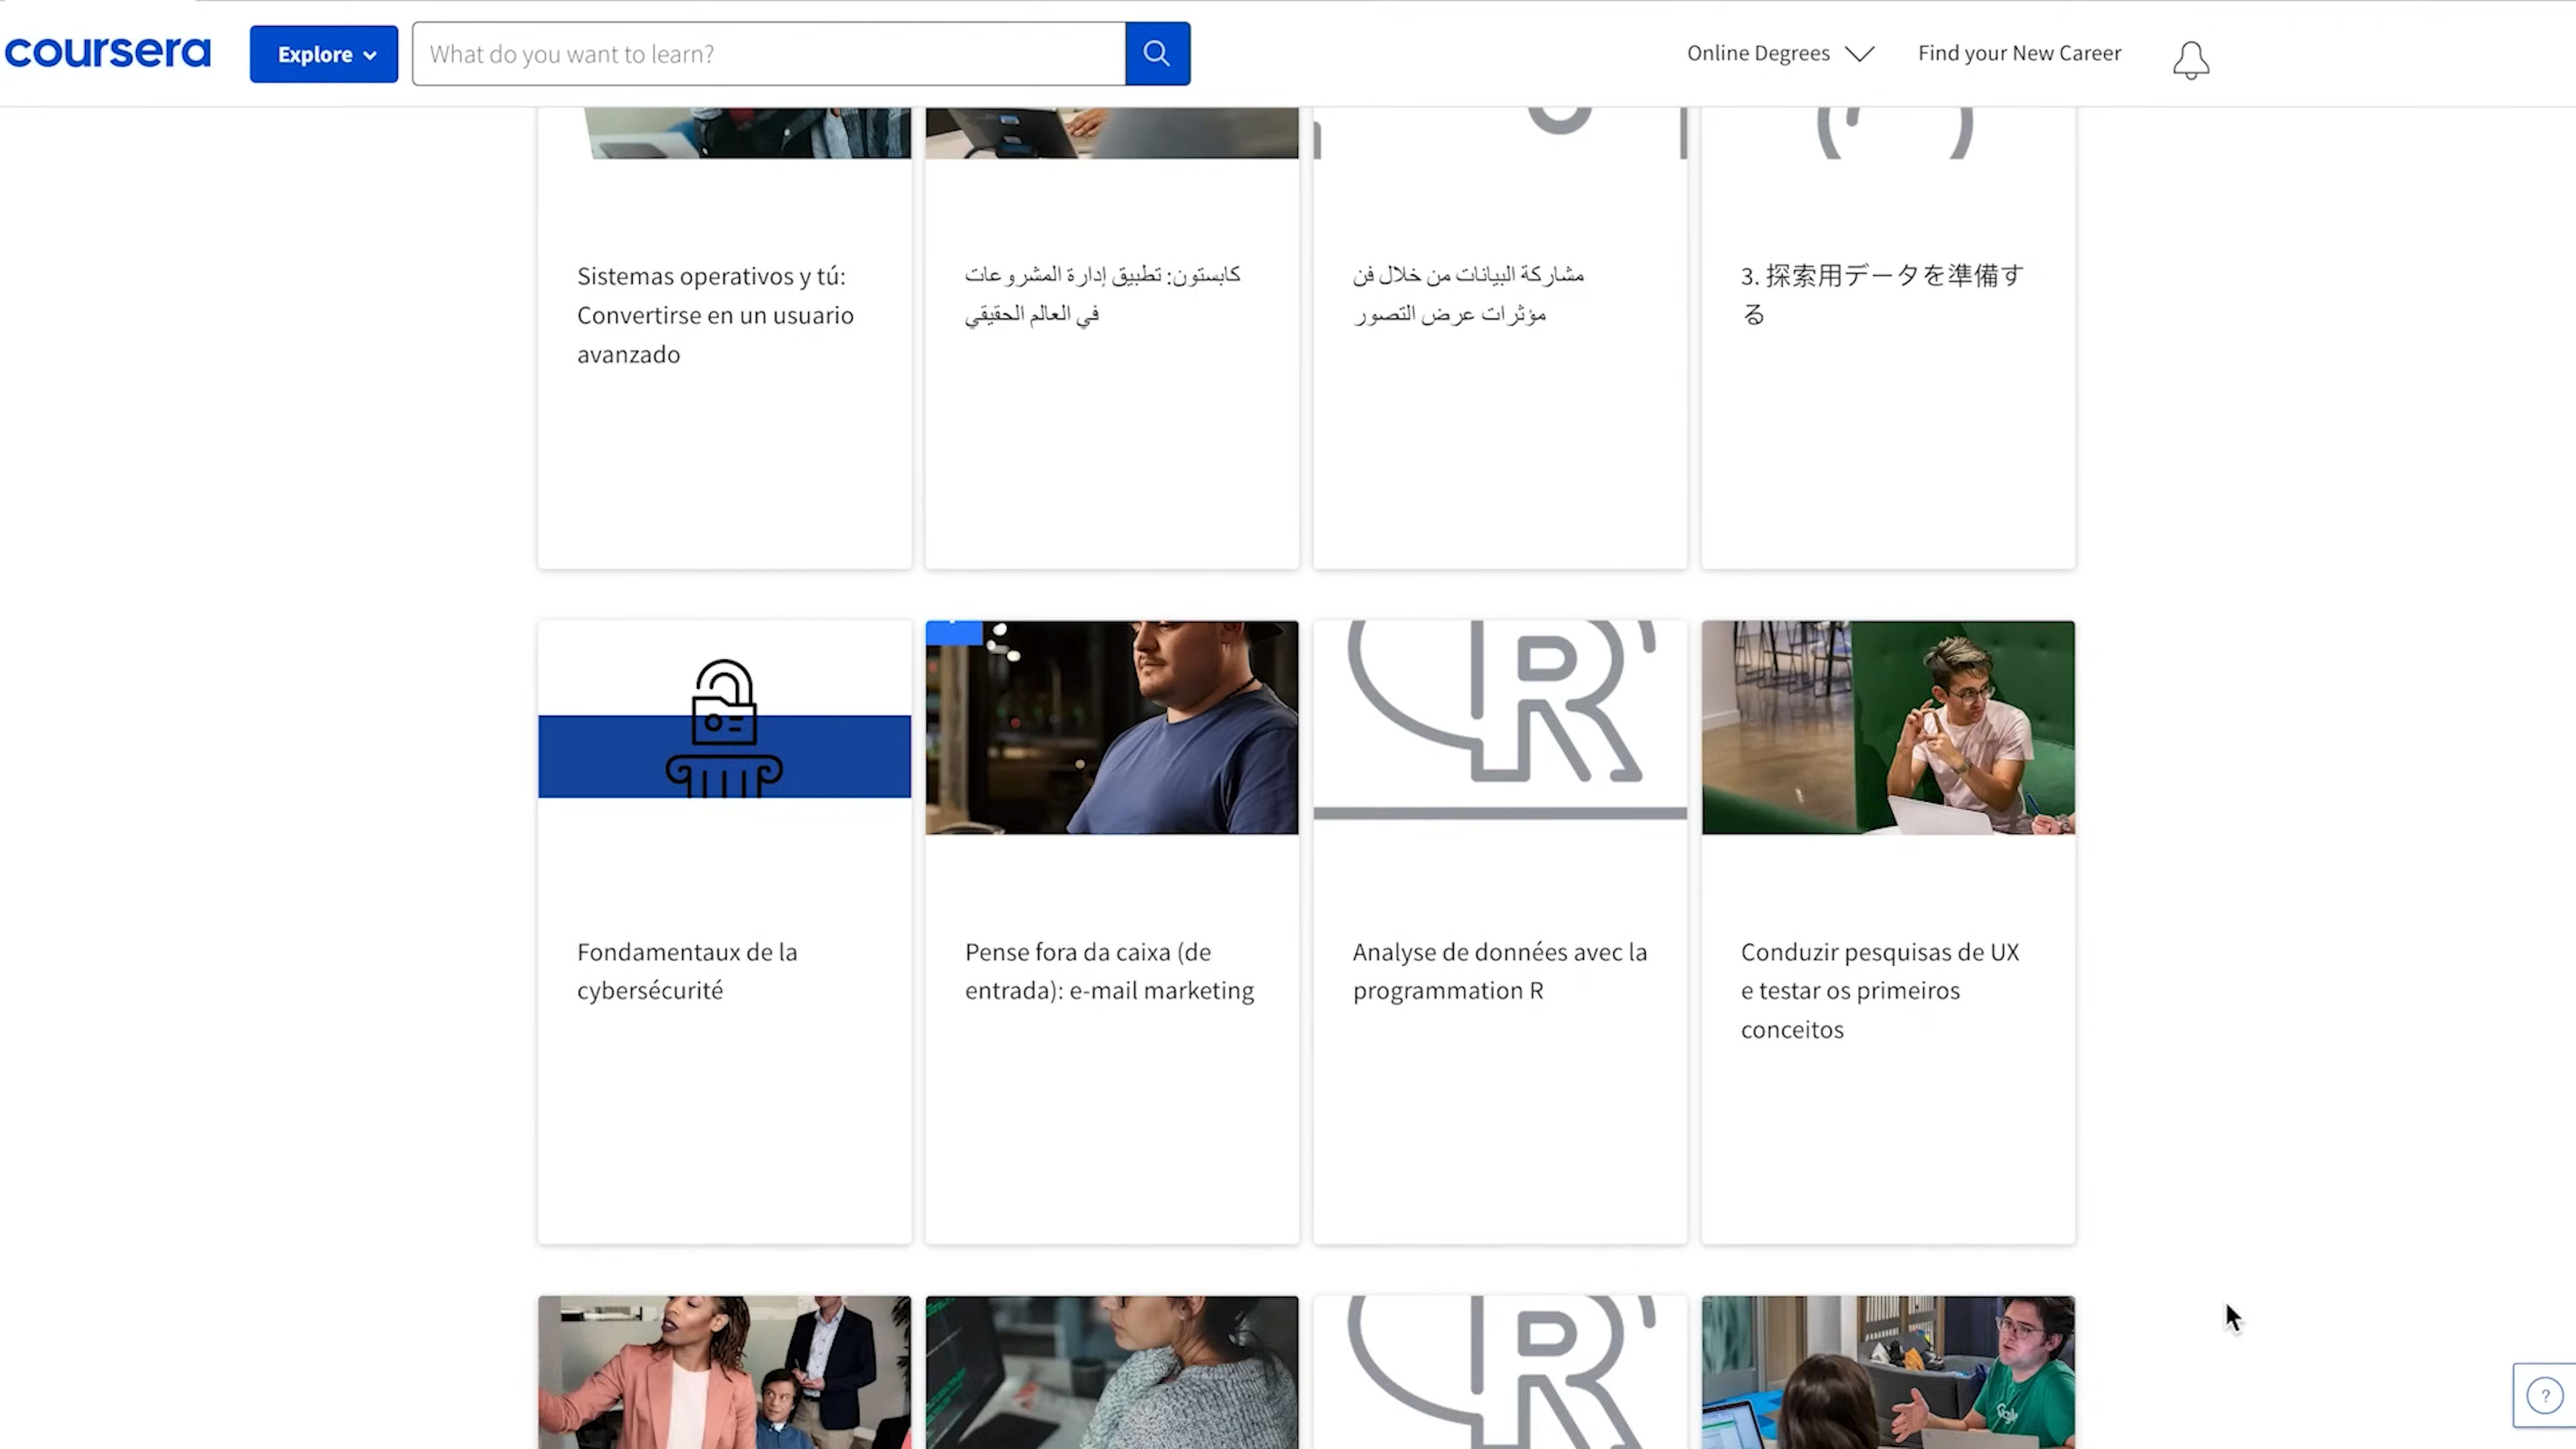 coursera
Explore
What do you want to learn?
Online Degrees
Find your New Career
Sistemas operativos y tú:
Convertirse en un usuario
avanzado
كابستون: تطبيق إدارة المشروعات
في العالم الحقيقي
مشاركة البيانات من خلال فن
مؤثرات عرض التصور
3. 探索用データを準備す
る
Fondamentaux de la
cybersécurité
Pense fora da caixa (de
entrada): e-mail marketing
R
Analyse de données avec la
programmation R
Conduzir pesquisas de UX
e testar os primeiros
conceitos
R
?